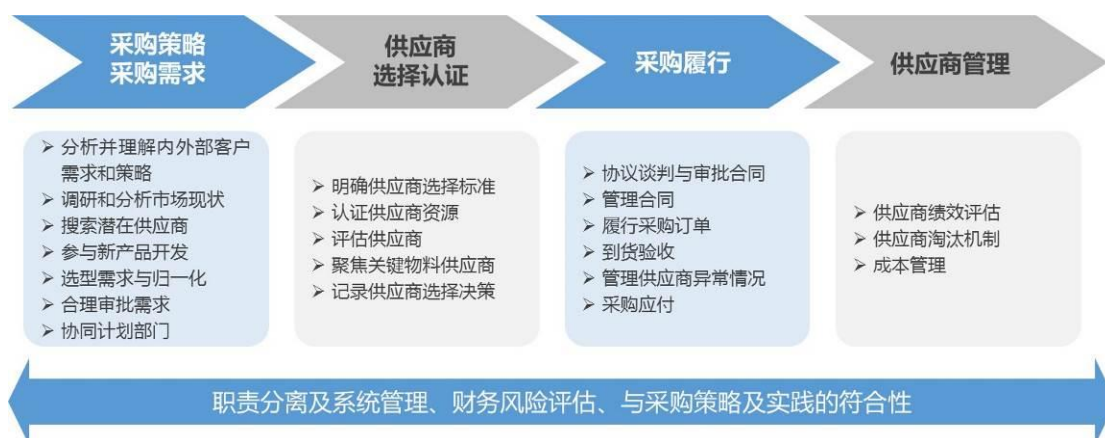 采购策略
采购需求
供应商
选择认证
采购履行
供应商管理
➢ 分析并理解内外部客户
需求和策略
➢ 调研和分析市场现状
➢ 搜索潜在供应商
➢ 参与新产品开发
➢ 选型需求与归一化
➢ 合理审批需求
➢ 协同计划部门
➢ 明确供应商选择标准
➢ 认证供应商资源
➢ 评估供应商
➢ 聚焦关键物料供应商
➢ 记录供应商选择决策
➢ 协议谈判与审批合同
➢ 管理合同
➢ 履行采购订单
➢ 到货验收
➢ 管理供应商异常情况
➢ 采购应付
➢ 供应商绩效评估
➢ 供应商淘汰机制
➢ 成本管理
职责分离及系统管理、财务风险评估、与采购策略及实践的符合性